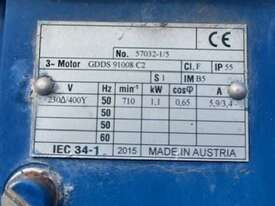 CE
No. 57032-1/5
3~ Motor GDDS 91008 C2 Cl. F IP 55
S 1 IM B5
V Hz min⁻¹ kW cosφ A
230Δ/400Y 50 710 1,1 0,65 5,9/3,4
50
50
60
IEC 34-1 2015 MADE IN AUSTRIA